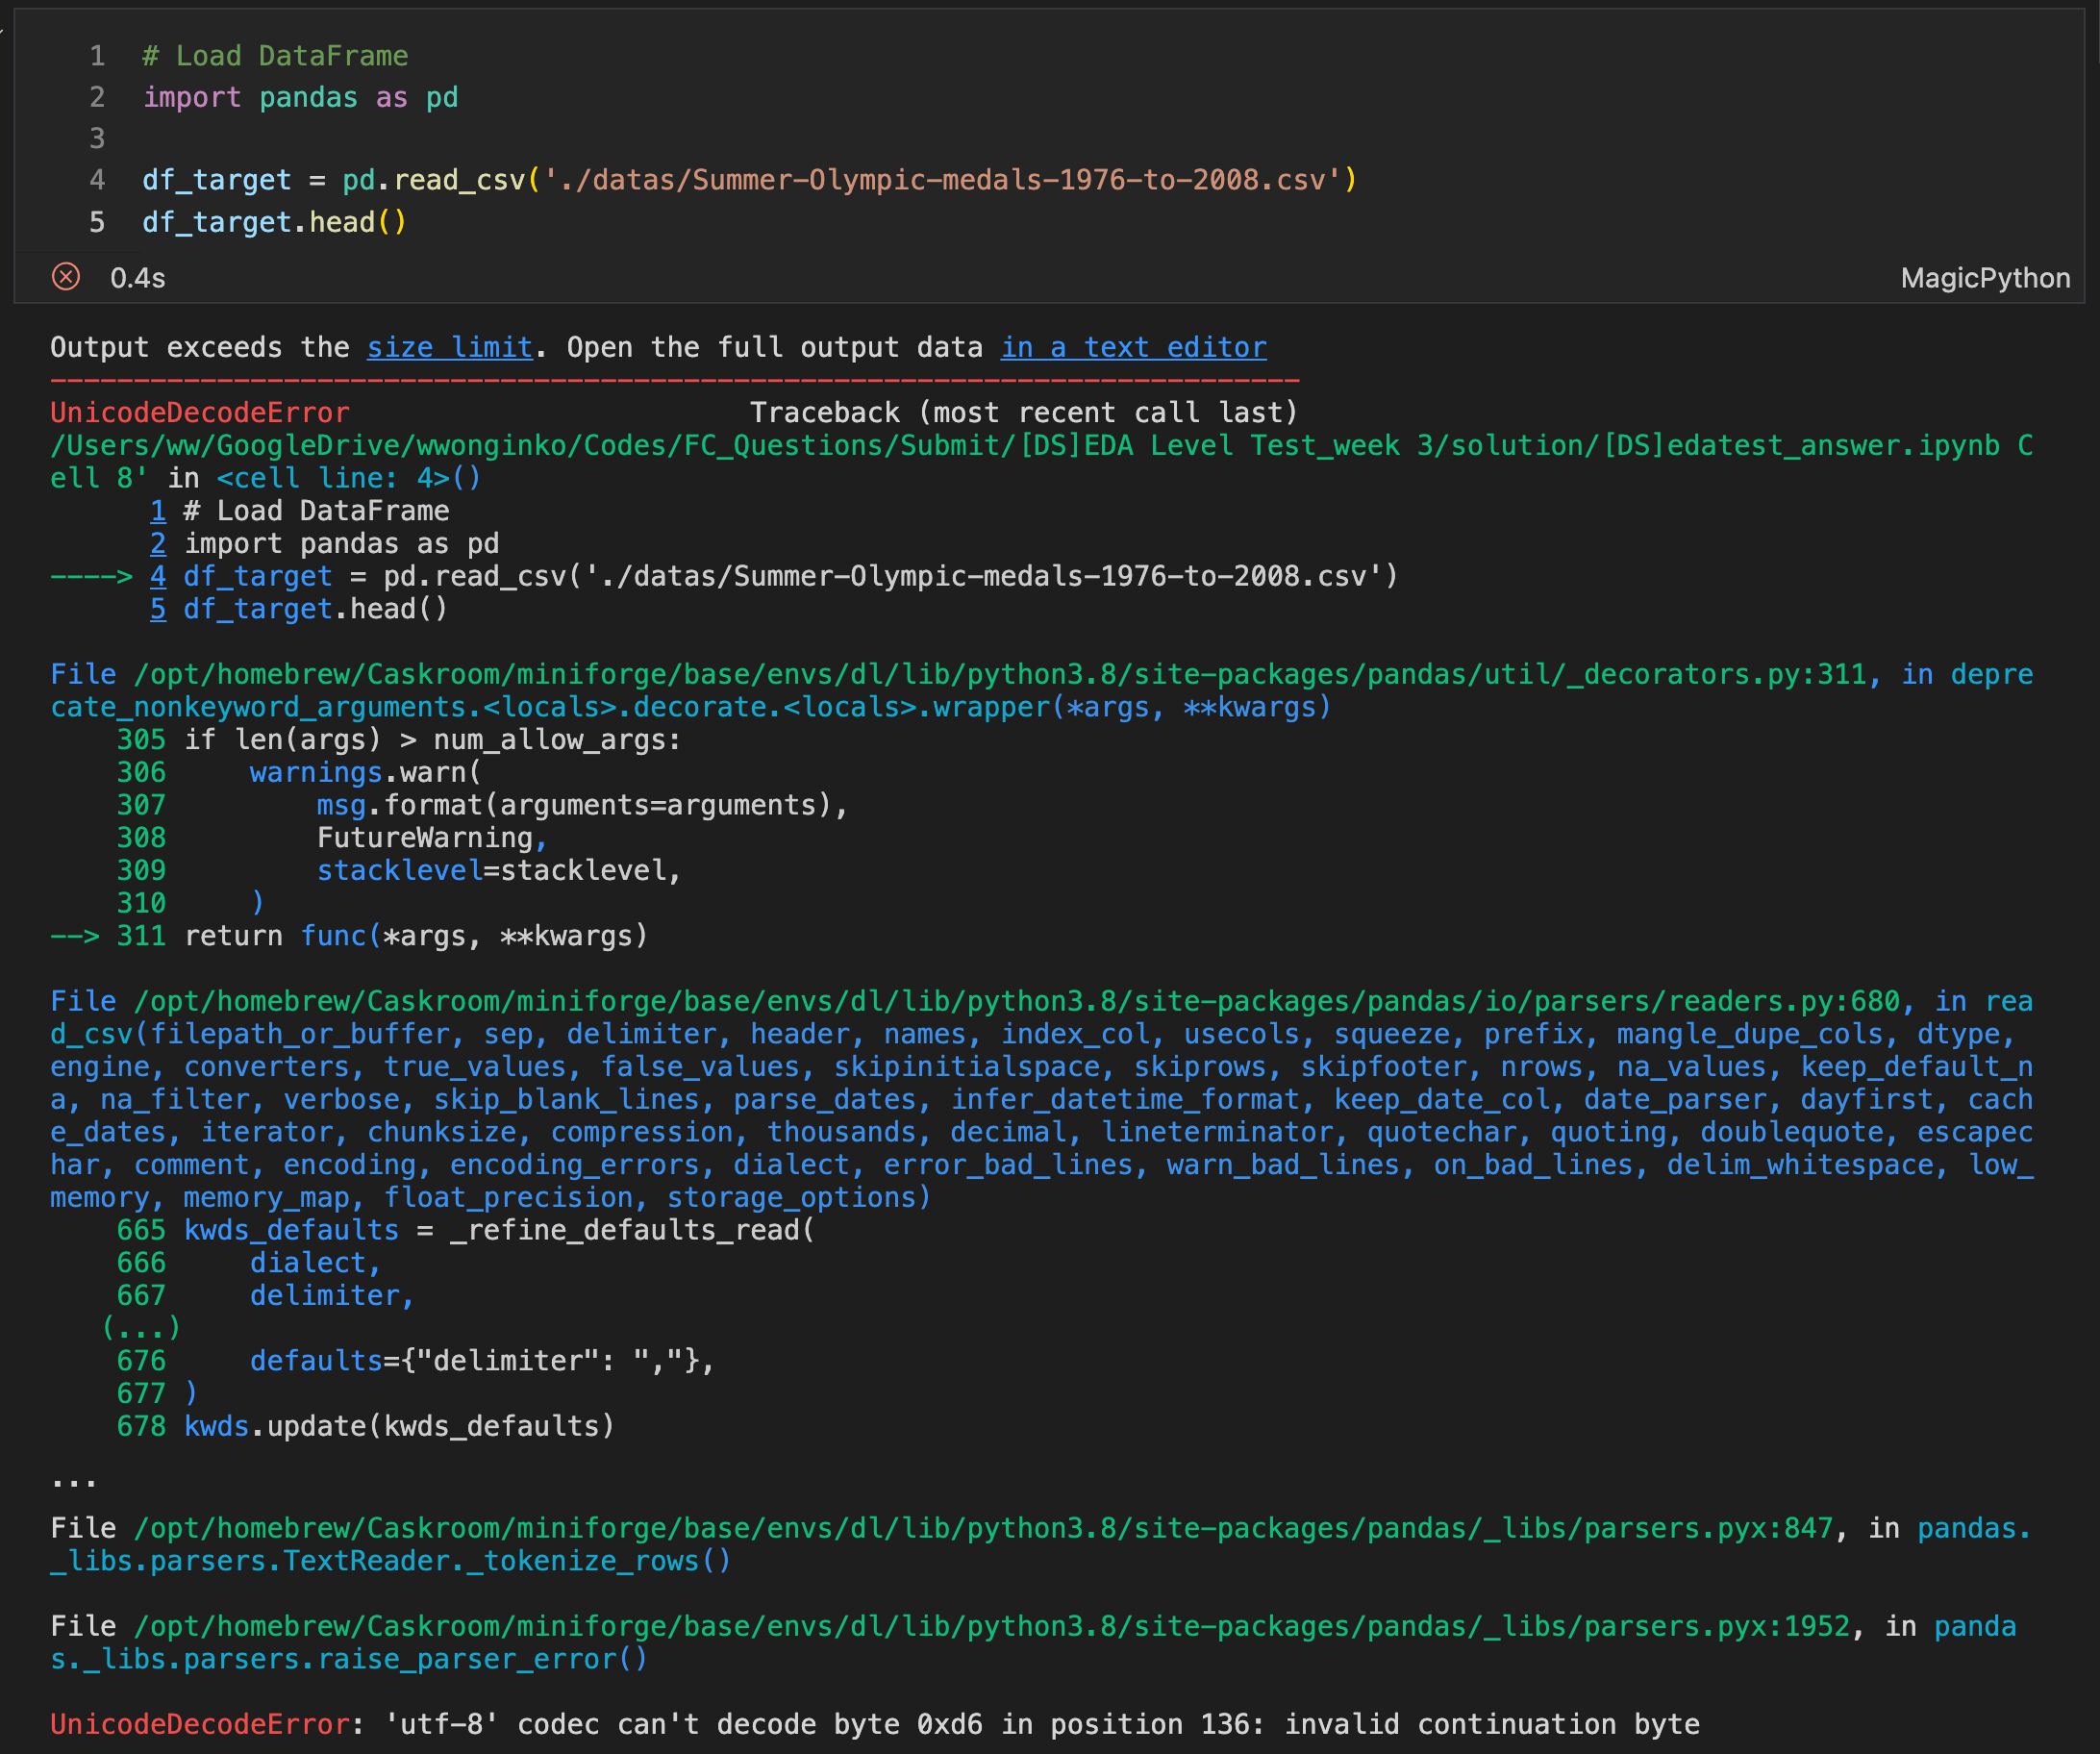 1 # Load DataFrame
2 import pandas as pd
3
4 df_target = pd.read_csv('./datas/Summer-Olympic-medals-1976-to-2008.csv')
5 df_target.head()
0.4s MagicPython
Output exceeds the size limit. Open the full output data in a text editor
---------------------------------------------------------------------------
UnicodeDecodeError                        Traceback (most recent call last)
/Users/ww/GoogleDrive/wwonginko/Codes/FC_Questions/Submit/[DS]EDA Level Test_week 3/solution/[DS]edatest_answer.ipynb C
ell 8' in <cell line: 4>()
      1 # Load DataFrame
      2 import pandas as pd
----> 4 df_target = pd.read_csv('./datas/Summer-Olympic-medals-1976-to-2008.csv')
      5 df_target.head()
File /opt/homebrew/Caskroom/miniforge/base/envs/dl/lib/python3.8/site-packages/pandas/util/_decorators.py:311, in depre
cate_nonkeyword_arguments.<locals>.decorate.<locals>.wrapper(*args, **kwargs)
    305 if len(args) > num_allow_args:
    306     warnings.warn(
    307         msg.format(arguments=arguments),
    308         FutureWarning,
    309         stacklevel=stacklevel,
    310     )
--> 311 return func(*args, **kwargs)
File /opt/homebrew/Caskroom/miniforge/base/envs/dl/lib/python3.8/site-packages/pandas/io/parsers/readers.py:680, in rea
d_csv(filepath_or_buffer, sep, delimiter, header, names, index_col, usecols, squeeze, prefix, mangle_dupe_cols, dtype,
engine, converters, true_values, false_values, skipinitialspace, skiprows, skipfooter, nrows, na_values, keep_default_n
a, na_filter, verbose, skip_blank_lines, parse_dates, infer_datetime_format, keep_date_col, date_parser, dayfirst, cach
e_dates, iterator, chunksize, compression, thousands, decimal, lineterminator, quotechar, quoting, doublequote, escapec
har, comment, encoding, encoding_errors, dialect, error_bad_lines, warn_bad_lines, on_bad_lines, delim_whitespace, low_
memory, memory_map, float_precision, storage_options)
    665 kwds_defaults = _refine_defaults_read(
    666     dialect,
    667     delimiter,
   (...)
    676     defaults={"delimiter": ","},
    677 )
    678 kwds.update(kwds_defaults)
...
File /opt/homebrew/Caskroom/miniforge/base/envs/dl/lib/python3.8/site-packages/pandas/_libs/parsers.pyx:847, in pandas.
_libs.parsers.TextReader._tokenize_rows()
File /opt/homebrew/Caskroom/miniforge/base/envs/dl/lib/python3.8/site-packages/pandas/_libs/parsers.pyx:1952, in panda
s._libs.parsers.raise_parser_error()
UnicodeDecodeError: 'utf-8' codec can't decode byte 0xd6 in position 136: invalid continuation byte